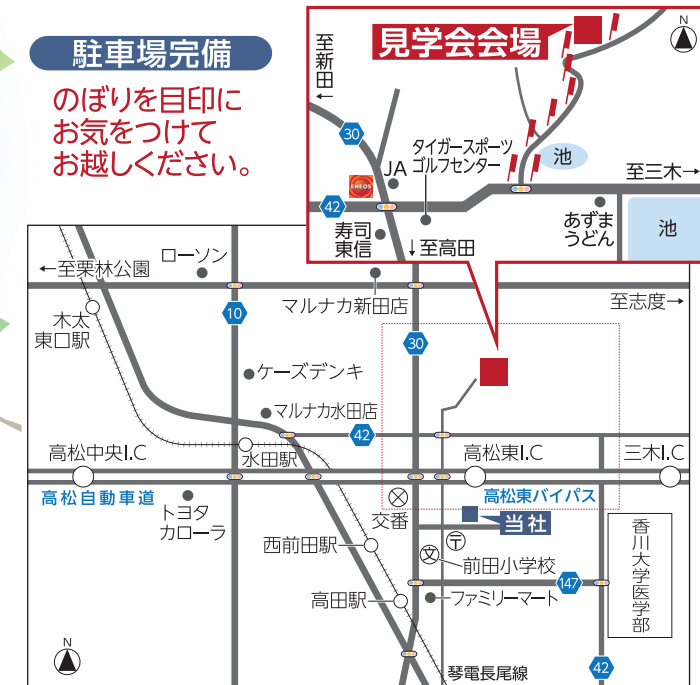 駐車場完備
のぼりを目印に
お気をつけて
お越しください。
見学会会場
N
至新田
←
30
タイガースポーツ
ゴルフセンター
JA
ENEOS
42
池
至三木→
寿司
東信
↓至高田
あずま
うどん
池
←至栗林公園
ローソン
マルナカ新田店
至志度→
木太
東口駅
10
30
ケーズデンキ
マルナカ水田店
42
高松中央I.C
水田駅
高松東I.C
三木I.C
高松自動車道
高松東バイパス
トヨタ
カローラ
交番
当社
〒
文
西前田駅
前田小学校
香川大学医学部
147
高田駅
ファミリーマート
N
琴電長尾線
42